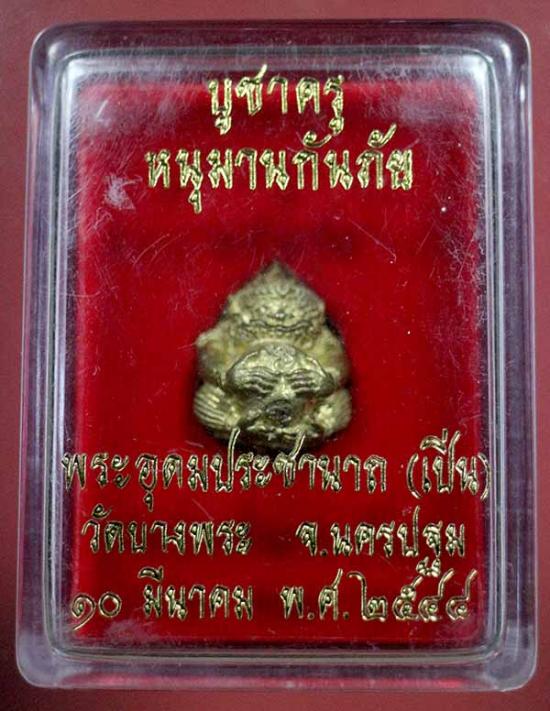 บูชาครู
หนุมานกันภัย
พระอุดมประชานาถ (เปิ่น)
วัดบางพระ จ.นครปฐม
๑๐ มีนาคม พ.ศ.๒๕๔๔